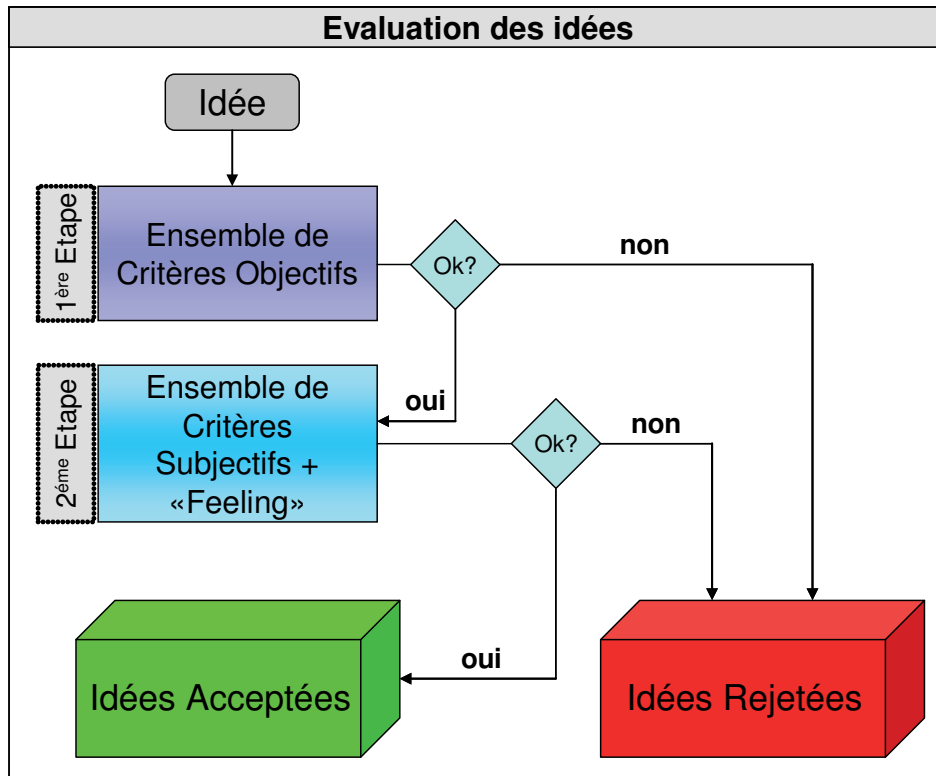 Evaluation des idées
Idée
1ère Etape
Ensemble de
Critères Objectifs
Ok?
non
oui
2éme Etape
Ensemble de
Critères
Subjectifs +
«Feeling»
Ok?
non
oui
Idées Acceptées
Idées Rejetées